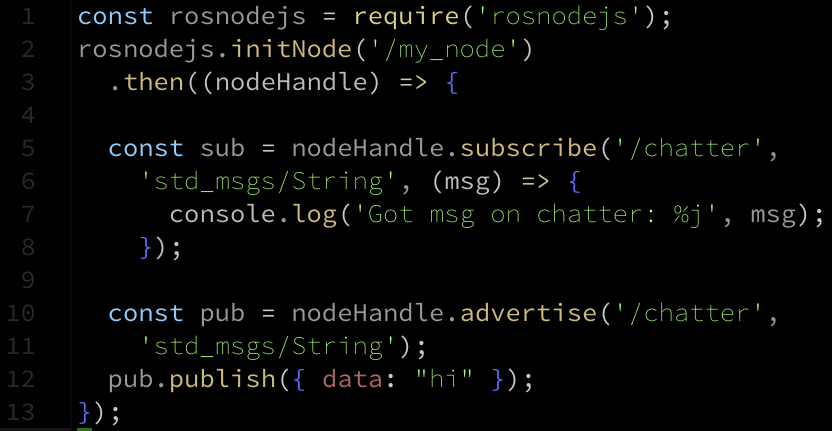 1 const rosnodejs = require('rosnodejs');
2 rosnodejs.initNode('/my_node')
3   .then((nodeHandle) => {
4
5   const sub = nodeHandle.subscribe('/chatter',
6     'std_msgs/String', (msg) => {
7       console.log('Got msg on chatter: %j', msg);
8     });
9
10   const pub = nodeHandle.advertise('/chatter',
11     'std_msgs/String');
12   pub.publish({ data: "hi" });
13 });